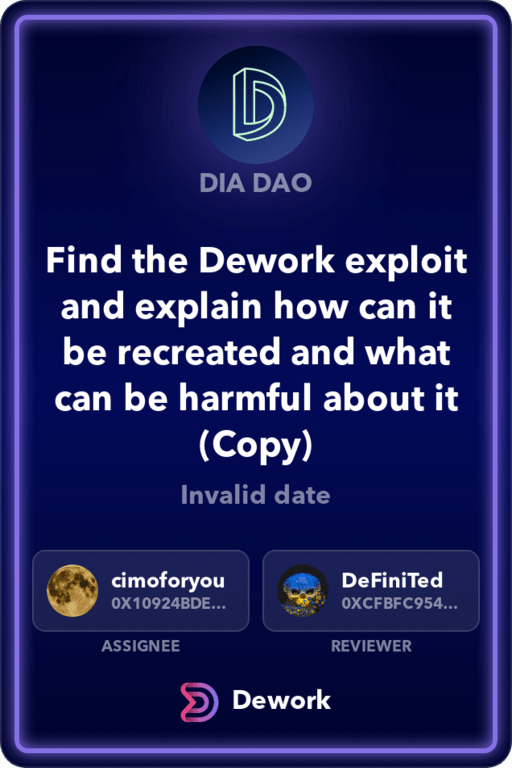 DIA DAO
Find the Dework exploit
and explain how can it
be recreated and what
can be harmful about it
(Copy)
Invalid date
cimoforyou
0X10924BDE...
DeFiniTed
0XCFBFC954...
ASSIGNEE
REVIEWER
Dework